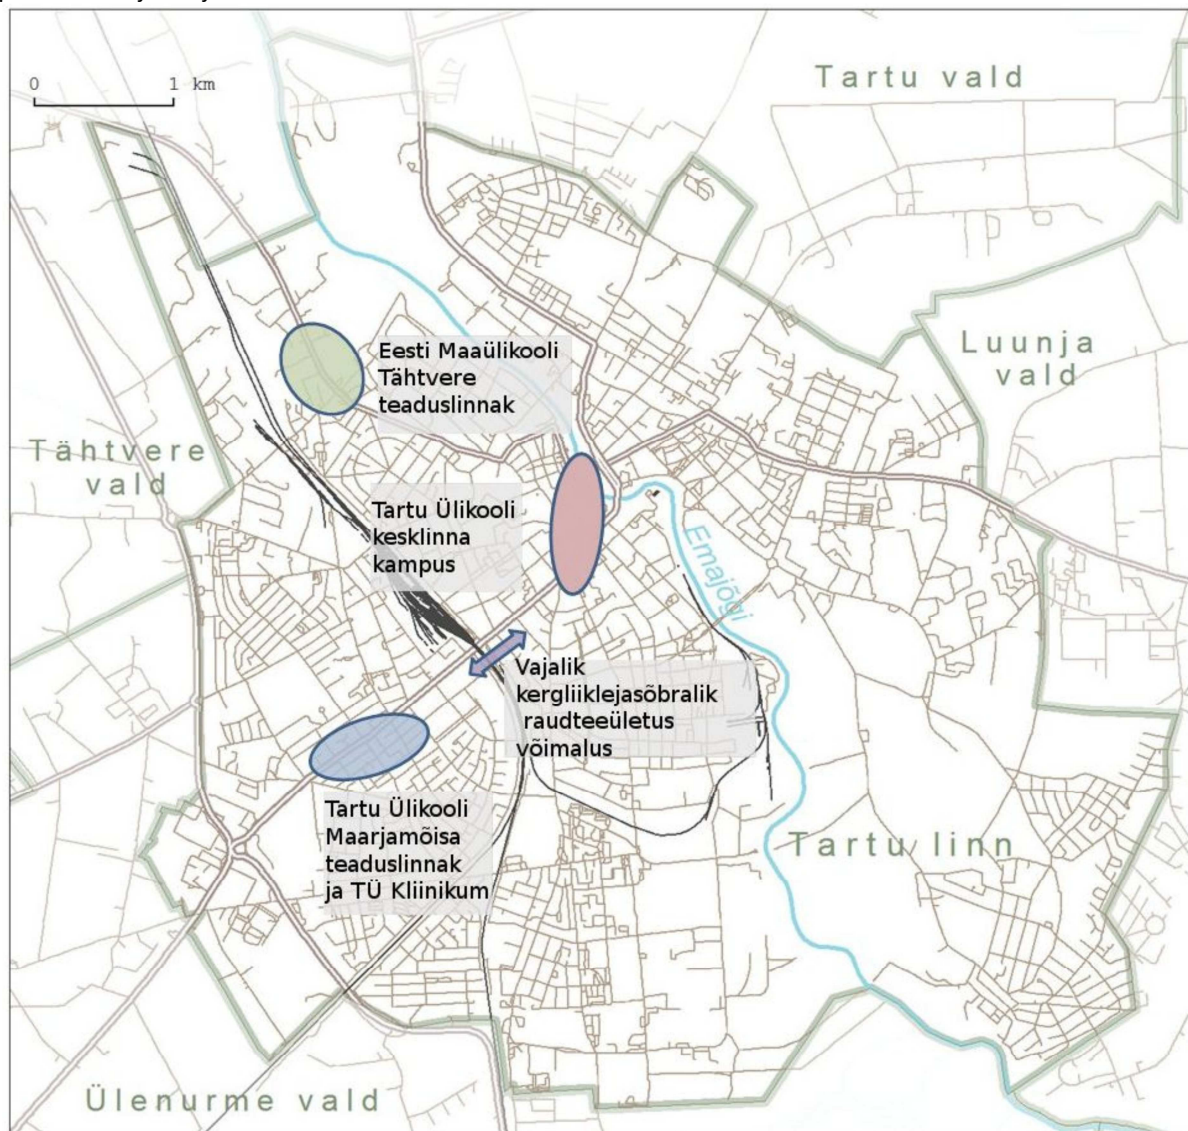 Tartu vald
0 1 km
Luunja
vald
Eesti Maaülikooli
Tähtvere
teaduslinnak
Tähtvere
vald
Tartu Ülikooli
kesklinna
kampus
Emajõgi
Vajalik
kergliiklejasõbralik
raudteeületus
võimalus
Tartu Ülikooli
Maarjamõisa
teaduslinnak
ja TÜ Kliinikum
Tartu linn
Ülenurme vald